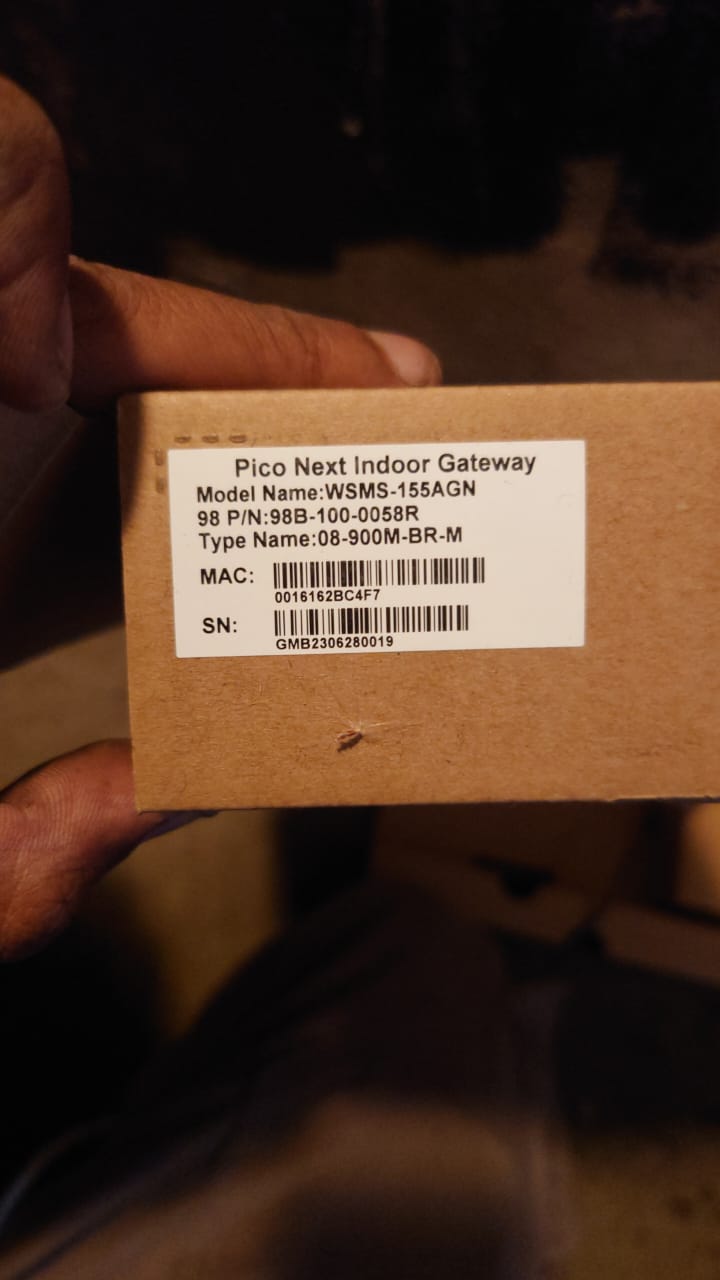 Pico Next Indoor Gateway
Model Name:WSMS-155AGN
98 P/N:98B-100-0058R
Type Name:08-900M-BR-M
MAC:
0016162BC4F7
SN:
GMB2306280019